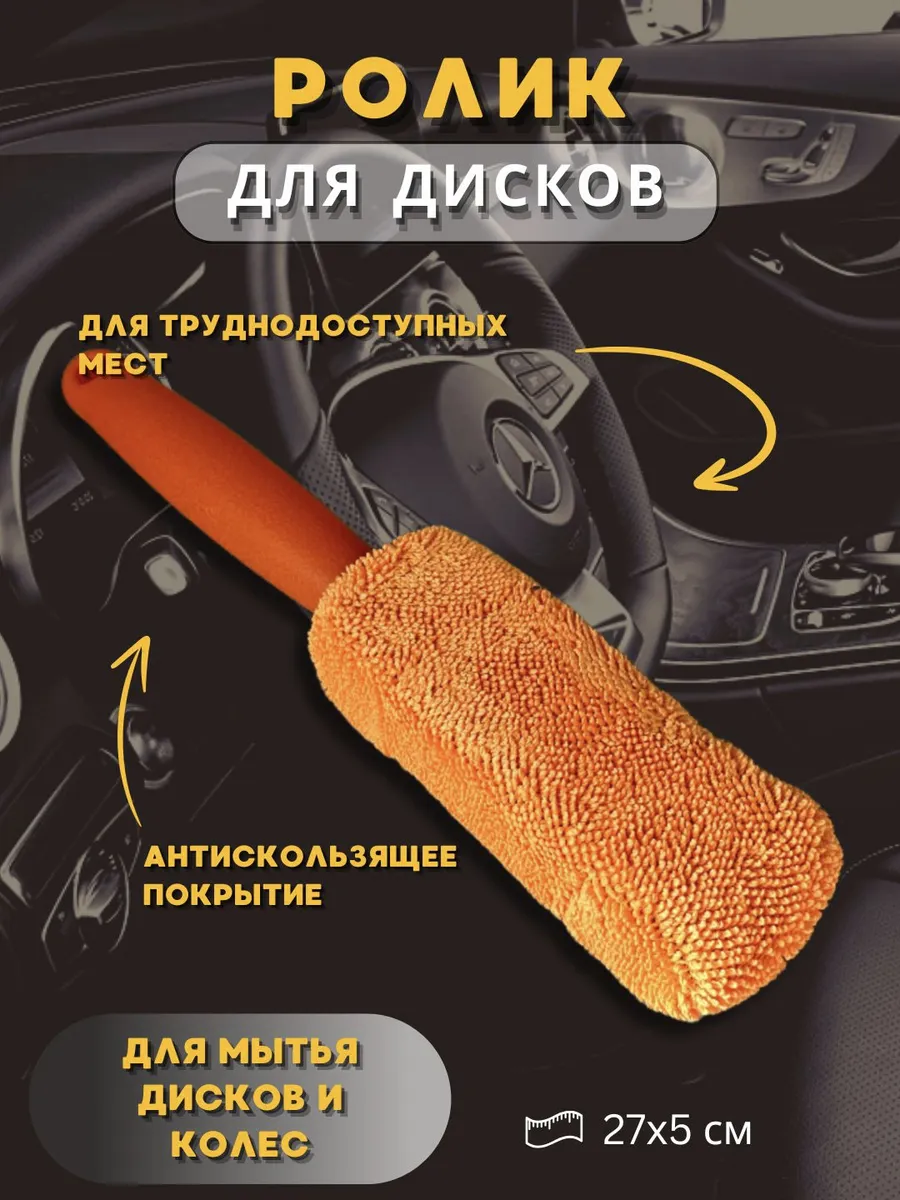 РОЛИК
ДЛЯ ДИСКОВ
ДЛЯ ТРУДНОДОСТУПНЫХ
МЕСТ
АНТИСКОЛЬЗЯЩЕЕ
ПОКРЫТИЕ
ДЛЯ МЫТЬЯ
ДИСКОВ И
КОЛЕС
27x5 см